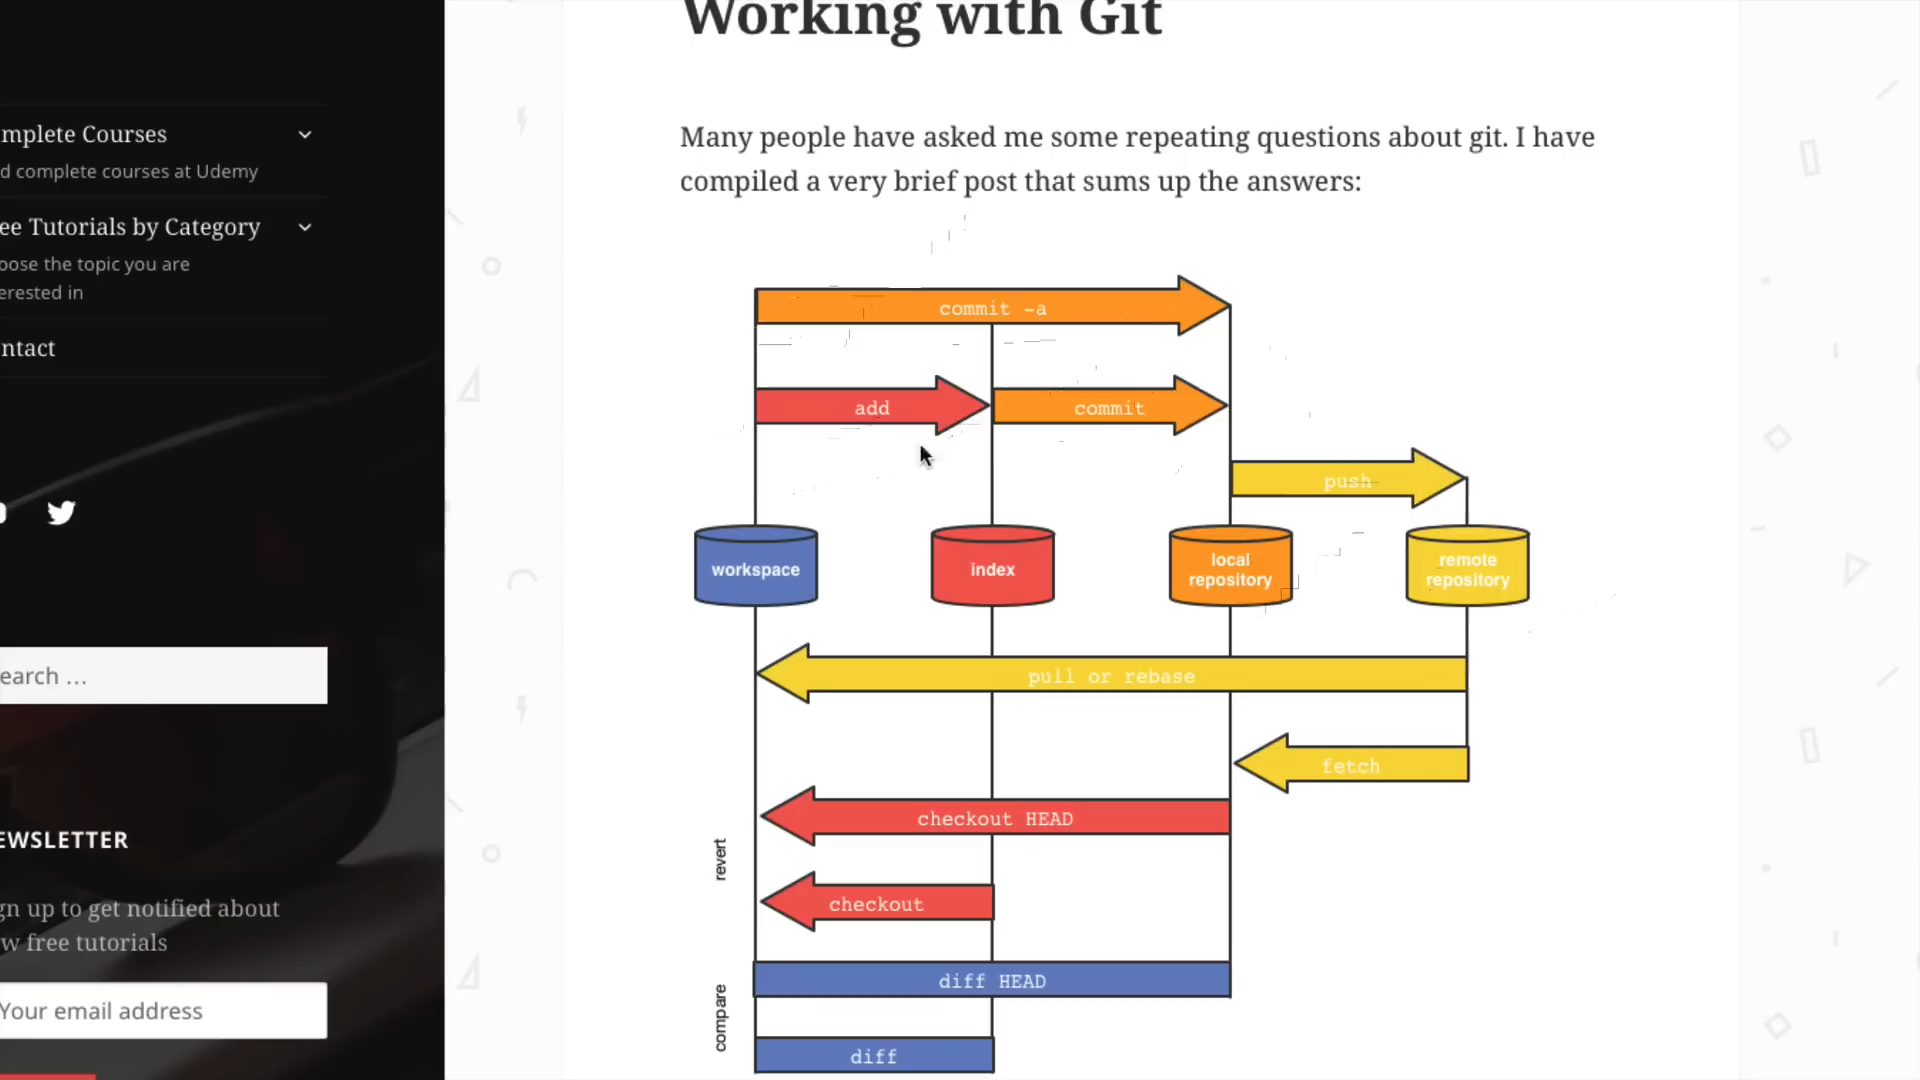 Working with Git
mplete Courses
d complete courses at Udemy
ee Tutorials by Category
oose the topic you are
erested in
ntact
earch ...
EWSLETTER
gn up to get notified about
w free tutorials
Your email address
Many people have asked me some repeating questions about git. I have
compiled a very brief post that sums up the answers:
commit -a
add
commit
push
workspace
index
local
repository
remote
repository
pull or rebase
fetch
revert
checkout HEAD
checkout
compare
diff HEAD
diff